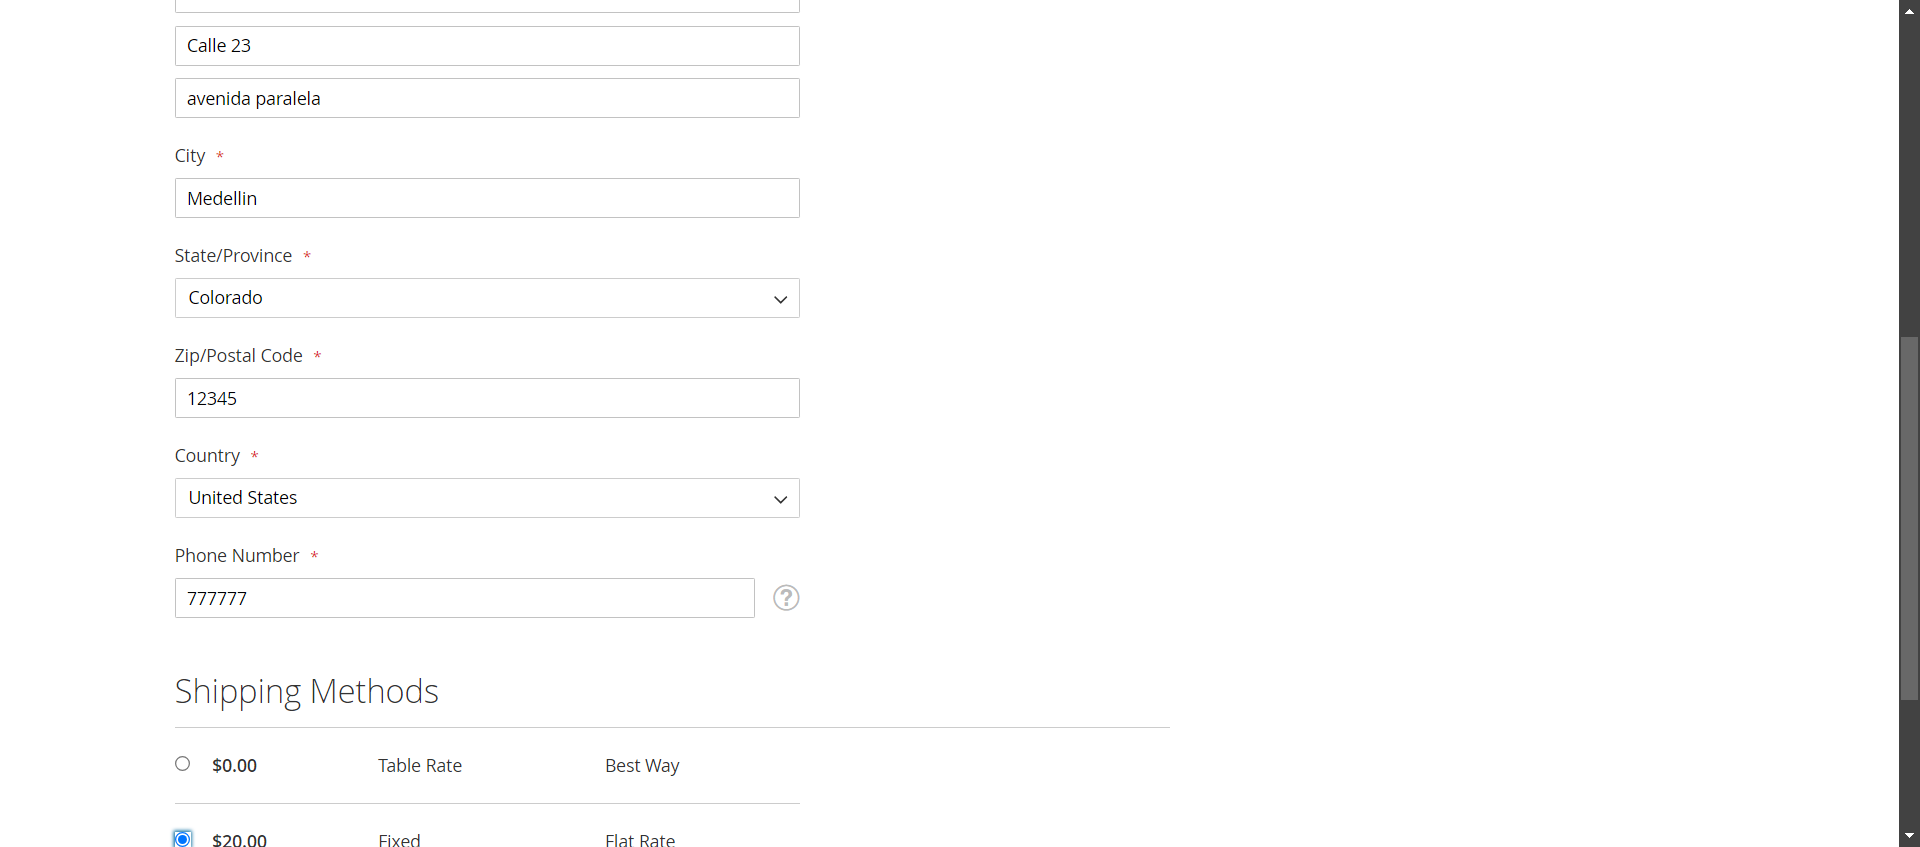 Calle 23
avenida paralela
City *
Medellin
State/Province *
Colorado
Zip/Postal Code *
12345
Country *
United States
Phone Number *
777777
?
Shipping Methods
$0.00 Table Rate Best Way
$20.00 Fixed Flat Rate